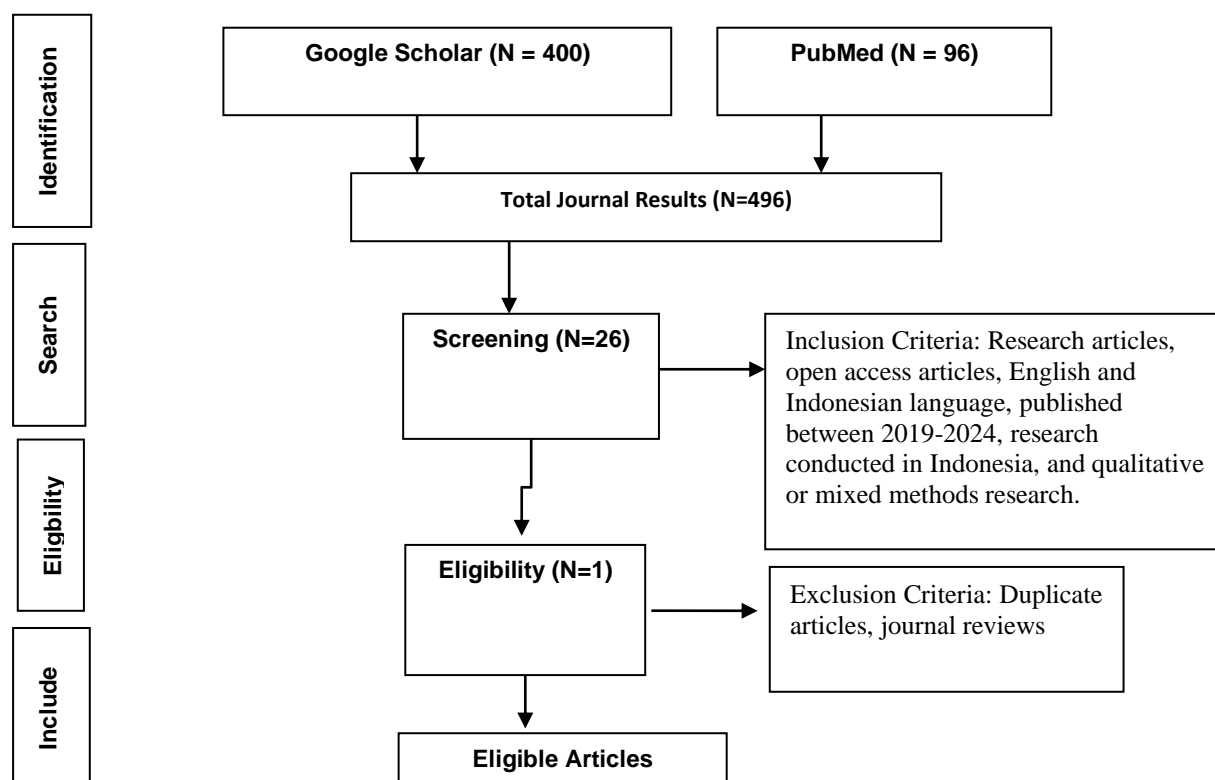 Identification
Google Scholar (N = 400)
PubMed (N = 96)
Total Journal Results (N=496)
Search
Screening (N=26)
Inclusion Criteria: Research articles,
open access articles, English and
Indonesian language, published
between 2019-2024, research
conducted in Indonesia, and qualitative
or mixed methods research.
Eligbility
Eligibility (N=1)
Exclusion Criteria: Duplicate
articles, journal reviews
Include
Eligible Articles